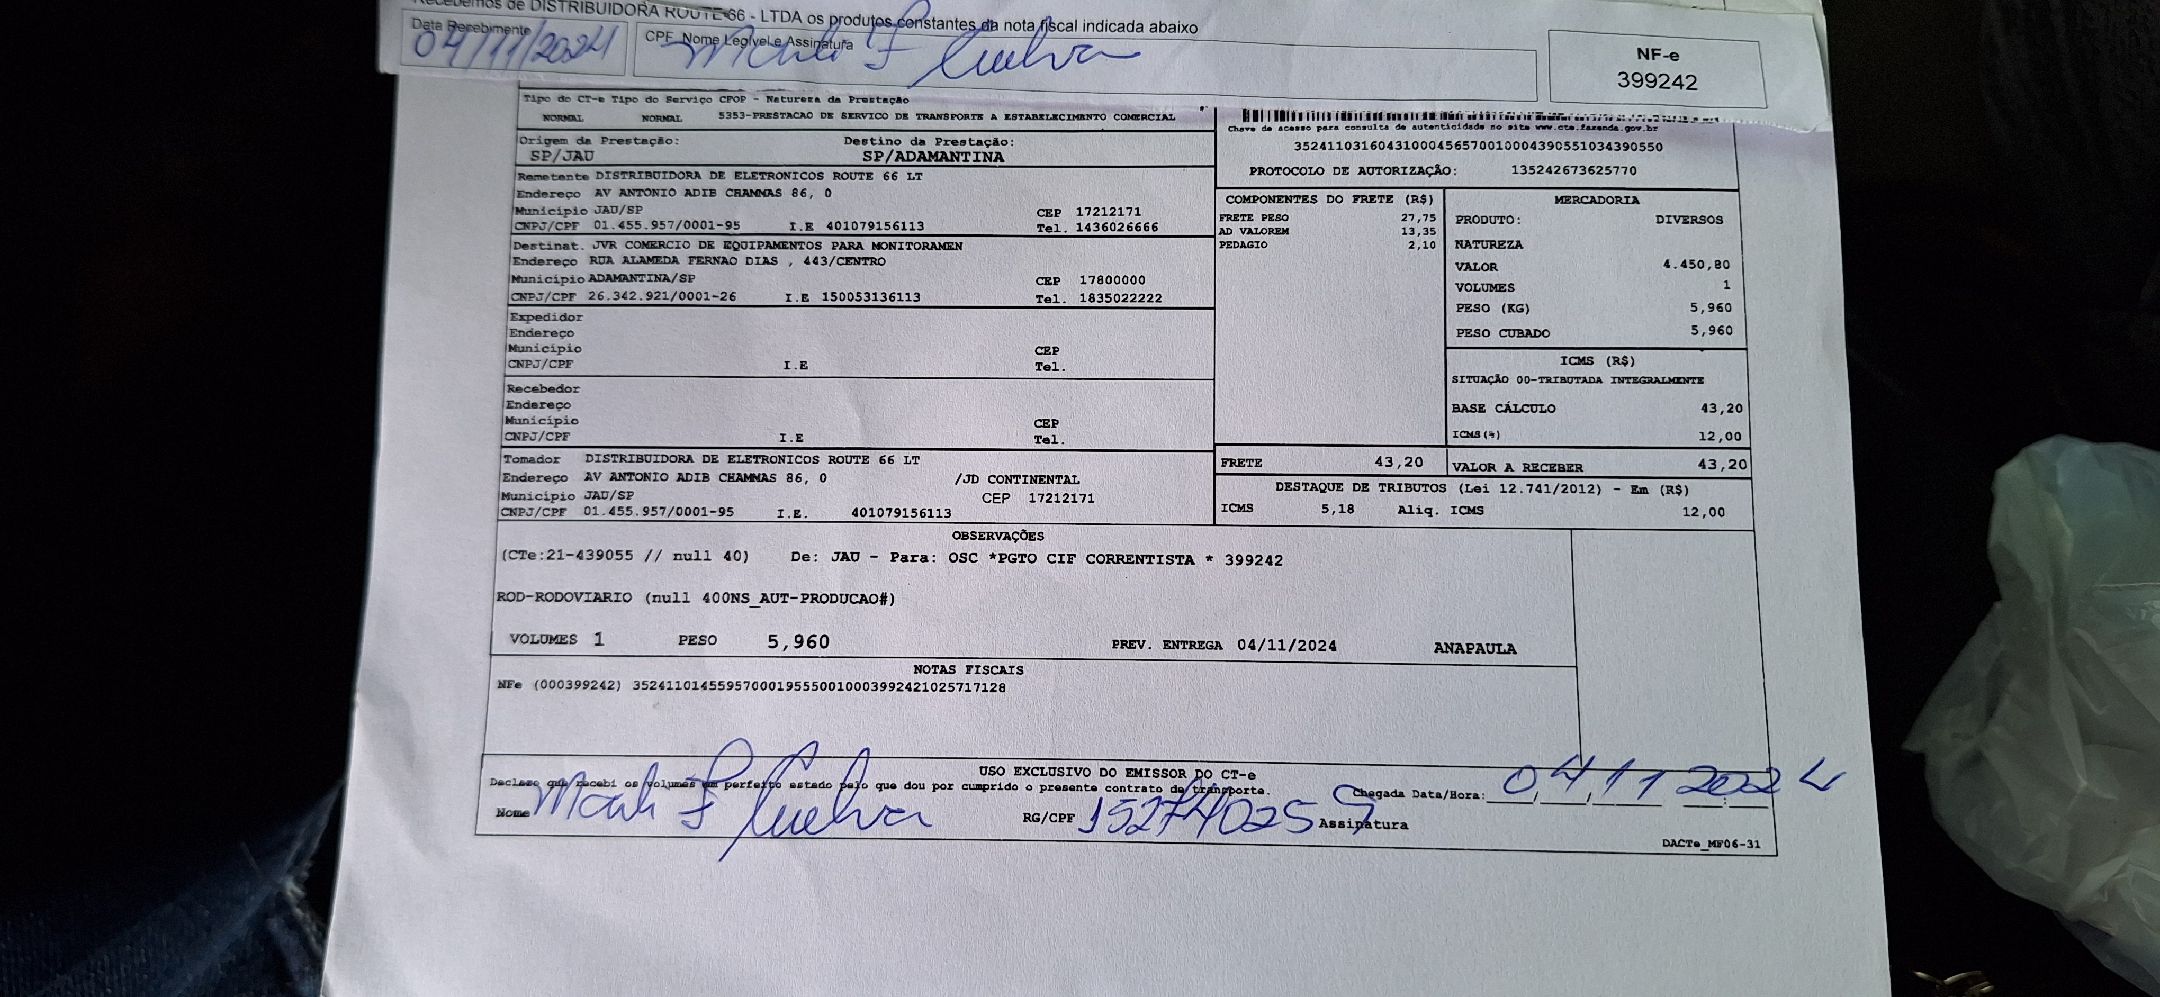 Recebemos de DISTRIBUIDORA ROUTE 66 - LTDA os produtos constantes da nota fiscal indicada abaixo
Data Recebimento
04/11/2024
CPF, Nome Legível e Assinatura
NF-e
399242
Tipo do CT-e Tipo do Serviço CFOP - Natureza da Prestação
NORMAL NORMAL 5353-PRESTACAO DE SERVICO DE TRANSPORTE A ESTABELECIMENTO COMERCIAL
Chave de acesso para consulta de autenticidade no site www.cte.fazenda.gov.br
35241103160431000456570010004390551034390550
PROTOCOLO DE AUTORIZAÇÃO: 135242673625770
Origem da Prestação: Destino da Prestação:
SP/JAU SP/ADAMANTINA
Remetente DISTRIBUIDORA DE ELETRONICOS ROUTE 66 LT
Endereço AV ANTONIO ADIB CHAMMAS 86, 0
Município JAU/SP CEP 17212171
CNPJ/CPF 01.455.957/0001-95 I.E 401079156113 Tel. 1436026666
Destinat. JVR COMERCIO DE EQUIPAMENTOS PARA MONITORAMEN
Endereço RUA ALAMEDA FERNAO DIAS , 443/CENTRO
Município ADAMANTINA/SP CEP 17800000
CNPJ/CPF 26.342.921/0001-26 I.E 150053136113 Tel. 1835022222
Expedidor
Endereço
Município CEP
CNPJ/CPF I.E Tel.
Recebedor
Endereço
Município CEP
CNPJ/CPF I.E Tel.
Tomador DISTRIBUIDORA DE ELETRONICOS ROUTE 66 LT
Endereço AV ANTONIO ADIB CHAMMAS 86, 0 /JD CONTINENTAL
Município JAU/SP CEP 17212171
CNPJ/CPF 01.455.957/0001-95 I.E. 401079156113
COMPONENTES DO FRETE (R$)
FRETE PESO 27,75
AD VALOREM 13,35
PEDAGIO 2,10
MERCADORIA
PRODUTO: DIVERSOS
NATUREZA
VALOR 4.450,80
VOLUMES 1
PESO (KG) 5,960
PESO CUBADO 5,960
ICMS (R$)
SITUAÇÃO 00-TRIBUTADA INTEGRALMENTE
BASE CÁLCULO 43,20
ICMS(%) 12,00
FRETE 43,20 VALOR A RECEBER 43,20
DESTAQUE DE TRIBUTOS (Lei 12.741/2012) - Em (R$)
ICMS 5,18 Aliq. ICMS 12,00
OBSERVAÇÕES
(CTe:21-439055 // null 40) De: JAU - Para: OSC *PGTO CIF CORRENTISTA * 399242
ROD-RODOVIARIO (null 400NS_AUT-PRODUCAO#)
VOLUMES 1 PESO 5,960 PREV. ENTREGA 04/11/2024 ANAPAULA
NOTAS FISCAIS
NFe (000399242) 35241101455957000195550010003992421025717128
USO EXCLUSIVO DO EMISSOR DO CT-e
Declaro que recebi os volumes em perfeito estado pelo que dou por cumprido o presente contrato de transporte.
Chegada Data/Hora: 04 11 2024
Nome RG/CPF 152740259 Assinatura
DACTe_MF06-31